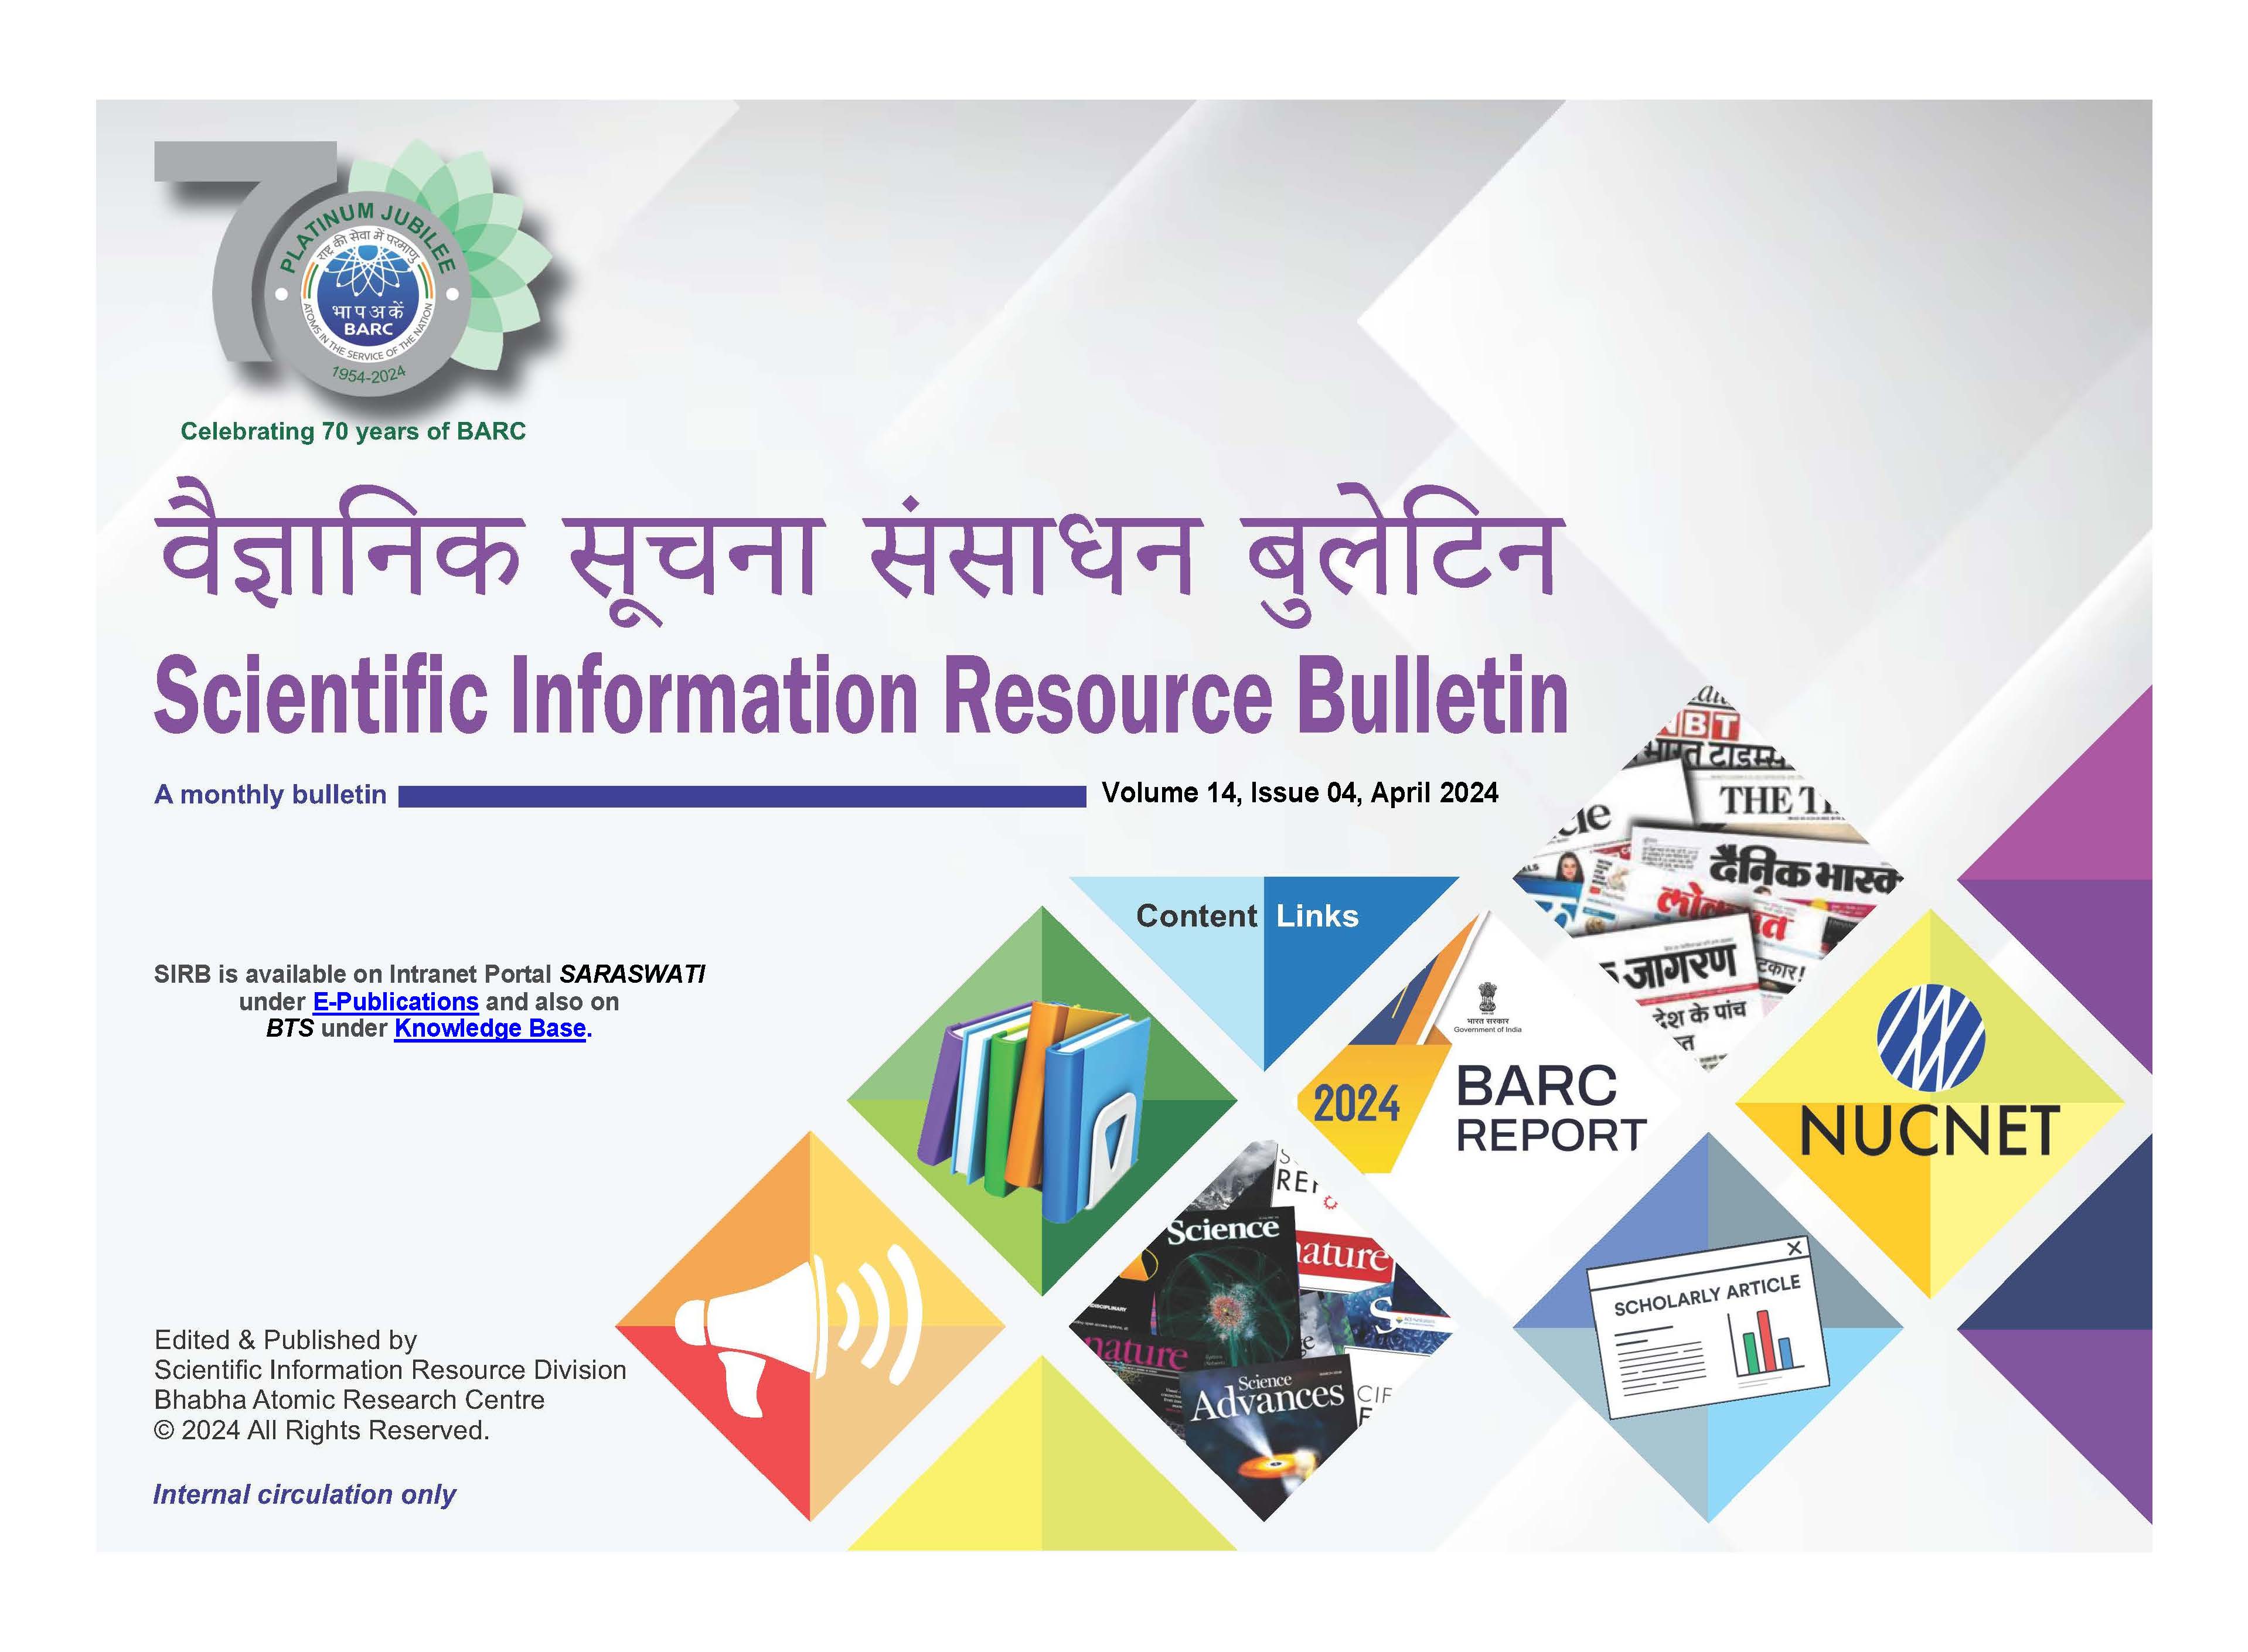 PLATINUM JUBILEE
राष्ट्र की सेवा में परमाणु
भा प अ कें
BARC
ATOMS IN THE SERVICE OF THE NATION
1954-2024
Celebrating 70 years of BARC
वैज्ञानिक सूचना संसाधन बुलेटिन
Scientific Information Resource Bulletin
A monthly bulletin
Volume 14, Issue 04, April 2024
NBT
टाइम्स
THE TI
दैनिक भास्क
जागरण
टकार!
देश के पांच
त
Content Links
SIRB is available on Intranet Portal SARASWATI
under E-Publications and also on
BTS under Knowledge Base.
भारत सरकार
Government of India
2024
BARC
REPORT
NUCNET
Science
nature
nature
Science
Advances
SCHOLARLY ARTICLE
Edited & Published by
Scientific Information Resource Division
Bhabha Atomic Research Centre
© 2024 All Rights Reserved.
Internal circulation only